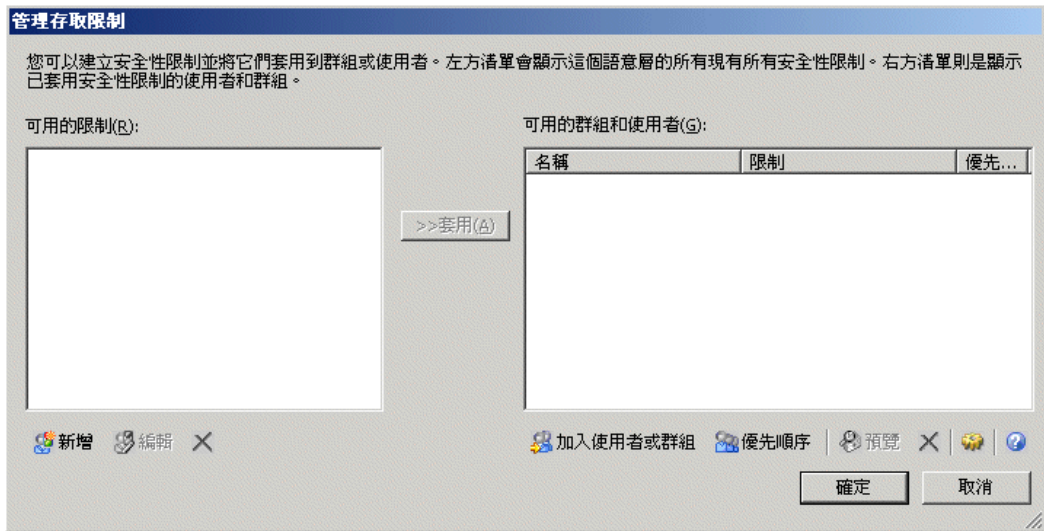 管理存取限制
您可以建立安全性限制並將它們套用到群組或使用者。左方清單會顯示這個語意層的所有現有所有安全性限制。右方清單則是顯示
已套用安全性限制的使用者和群組。
可用的限制(R):
可用的群組和使用者(G):
名稱 限制 優先...
>>套用(A)
新增 編輯 加入使用者或群組 優先順序 預覽
確定 取消